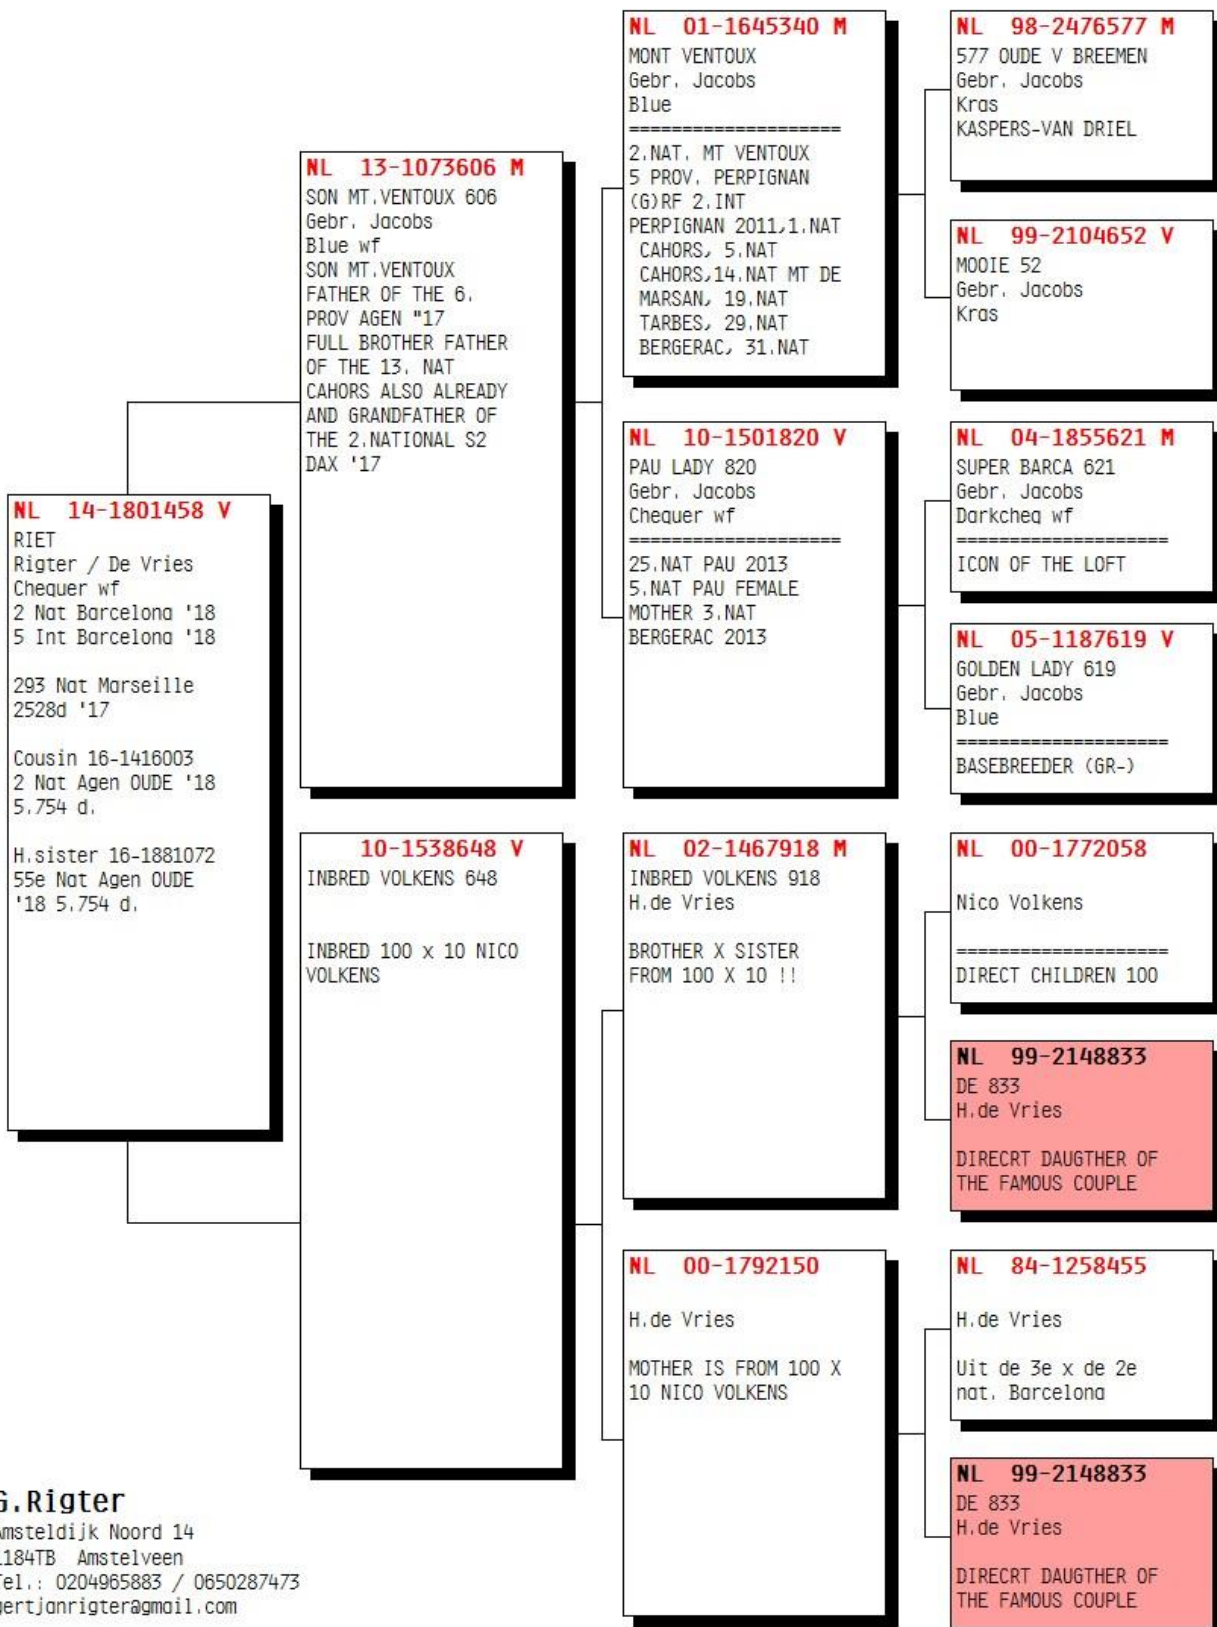 NL 14-1801458 V
RIET
Rigter / De Vries
Chequer wf
2 Nat Barcelona '18
5 Int Barcelona '18
293 Nat Marseille
2528d '17
Cousin 16-1416003
2 Nat Agen OUDE '18
5.754 d.
H.sister 16-1881072
55e Nat Agen OUDE
'18 5.754 d.
NL 13-1073606 M
SON MT.VENTOUX 606
Gebr. Jacobs
Blue wf
SON MT.VENTOUX
FATHER OF THE 6.
PROV AGEN "17
FULL BROTHER FATHER
OF THE 13. NAT
CAHORS ALSO ALREADY
AND GRANDFATHER OF
THE 2.NATIONAL S2
DAX '17
10-1538648 V
INBRED VOLKENS 648
INBRED 100 x 10 NICO
VOLKENS
NL 01-1645340 M
MONT VENTOUX
Gebr. Jacobs
Blue
====================
2.NAT. MT VENTOUX
5 PROV. PERPIGNAN
(G)RF 2.INT
PERPIGNAN 2011,1.NAT
CAHORS, 5.NAT
CAHORS,14.NAT MT DE
MARSAN, 19.NAT
TARBES, 29.NAT
BERGERAC, 31.NAT
NL 10-1501820 V
PAU LADY 820
Gebr. Jacobs
Chequer wf
====================
25.NAT PAU 2013
5.NAT PAU FEMALE
MOTHER 3.NAT
BERGERAC 2013
NL 02-1467918 M
INBRED VOLKENS 918
H.de Vries
BROTHER X SISTER
FROM 100 X 10 !!
NL 00-1792150
H.de Vries
MOTHER IS FROM 100 X
10 NICO VOLKENS
NL 98-2476577 M
577 OUDE V BREEMEN
Gebr. Jacobs
Kras
KASPERS-VAN DRIEL
NL 99-2104652 V
MOOIE 52
Gebr. Jacobs
Kras
NL 04-1855621 M
SUPER BARCA 621
Gebr. Jacobs
Darkcheq wf
====================
ICON OF THE LOFT
NL 05-1187619 V
GOLDEN LADY 619
Gebr. Jacobs
Blue
====================
BASEBREEDER (GR-)
NL 00-1772058
Nico Volkens
====================
DIRECT CHILDREN 100
NL 99-2148833
DE 833
H.de Vries
DIRECRT DAUGTHER OF
THE FAMOUS COUPLE
NL 84-1258455
H.de Vries
Uit de 3e x de 2e
nat. Barcelona
NL 99-2148833
DE 833
H.de Vries
DIRECRT DAUGTHER OF
THE FAMOUS COUPLE
G.Rigter
Amsteldijk Noord 14
1184TB Amstelveen
Tel.: 0204965883 / 0650287473
gertjanrigter@gmail.com